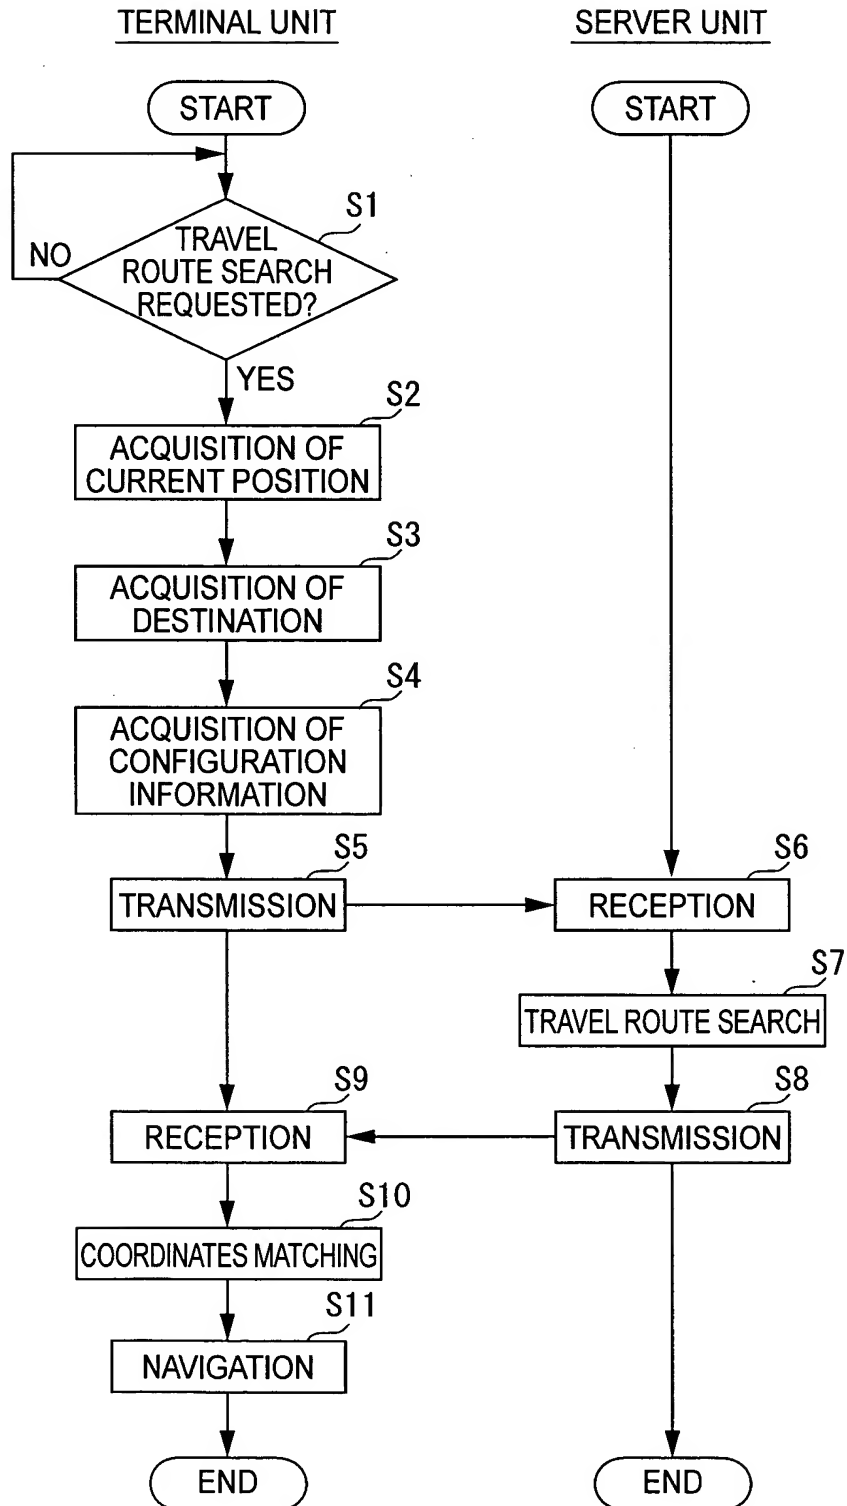 TERMINAL UNIT
SERVER UNIT
START
START
S1
NO
TRAVEL
ROUTE SEARCH
REQUESTED?
YES
S2
ACQUISITION OF
CURRENT POSITION
S3
ACQUISITION OF
DESTINATION
S4
ACQUISITION OF
CONFIGURATION
INFORMATION
S5
TRANSMISSION
S6
RECEPTION
S7
TRAVEL ROUTE SEARCH
S9
RECEPTION
S8
TRANSMISSION
S10
COORDINATES MATCHING
S11
NAVIGATION
END
END